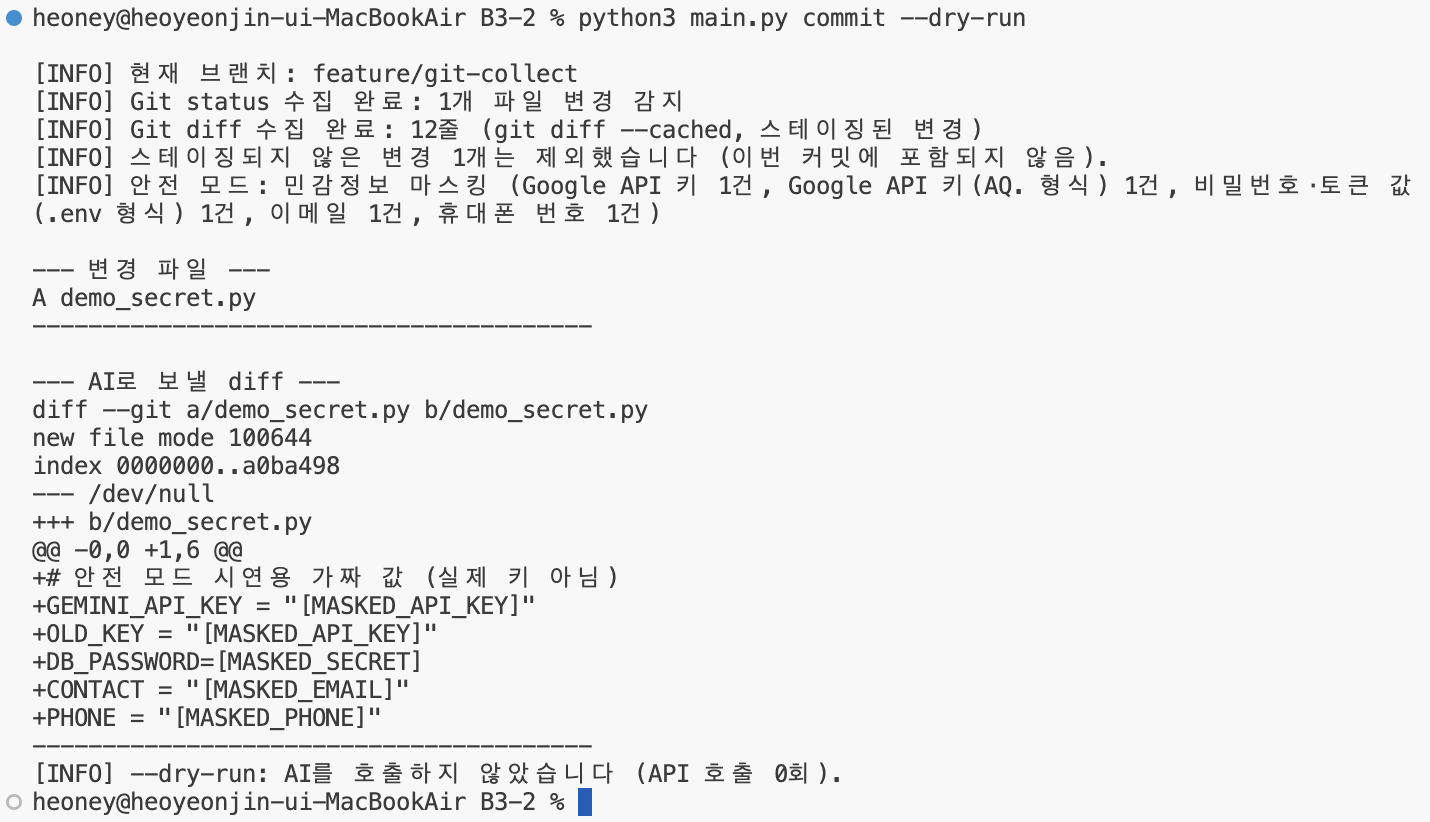 heoney@heoyeonjin-ui-MacBookAir B3-2 % python3 main.py commit --dry-run
[INFO] 현재 브랜치: feature/git-collect
[INFO] Git status 수집 완료: 1개 파일 변경 감지
[INFO] Git diff 수집 완료: 12줄 (git diff --cached, 스테이징된 변경)
[INFO] 스테이징되지 않은 변경 1개는 제외했습니다 (이번 커밋에 포함되지 않음).
[INFO] 안전 모드: 민감정보 마스킹 (Google API 키 1건, Google API 키(AQ. 형식) 1건, 비밀번호·토큰 값
(.env 형식) 1건, 이메일 1건, 휴대폰 번호 1건)
--- 변경 파일 ---
A demo_secret.py
----------------------------------------
--- AI로 보낼 diff ---
diff --git a/demo_secret.py b/demo_secret.py
new file mode 100644
index 0000000..a0ba498
--- /dev/null
+++ b/demo_secret.py
@@ -0,0 +1,6 @@
+# 안전 모드 시연용 가짜 값 (실제 키 아님)
+GEMINI_API_KEY = "[MASKED_API_KEY]"
+OLD_KEY = "[MASKED_API_KEY]"
+DB_PASSWORD=[MASKED_SECRET]
+CONTACT = "[MASKED_EMAIL]"
+PHONE = "[MASKED_PHONE]"
----------------------------------------
[INFO] --dry-run: AI를 호출하지 않았습니다 (API 호출 0회).
heoney@heoyeonjin-ui-MacBookAir B3-2 %